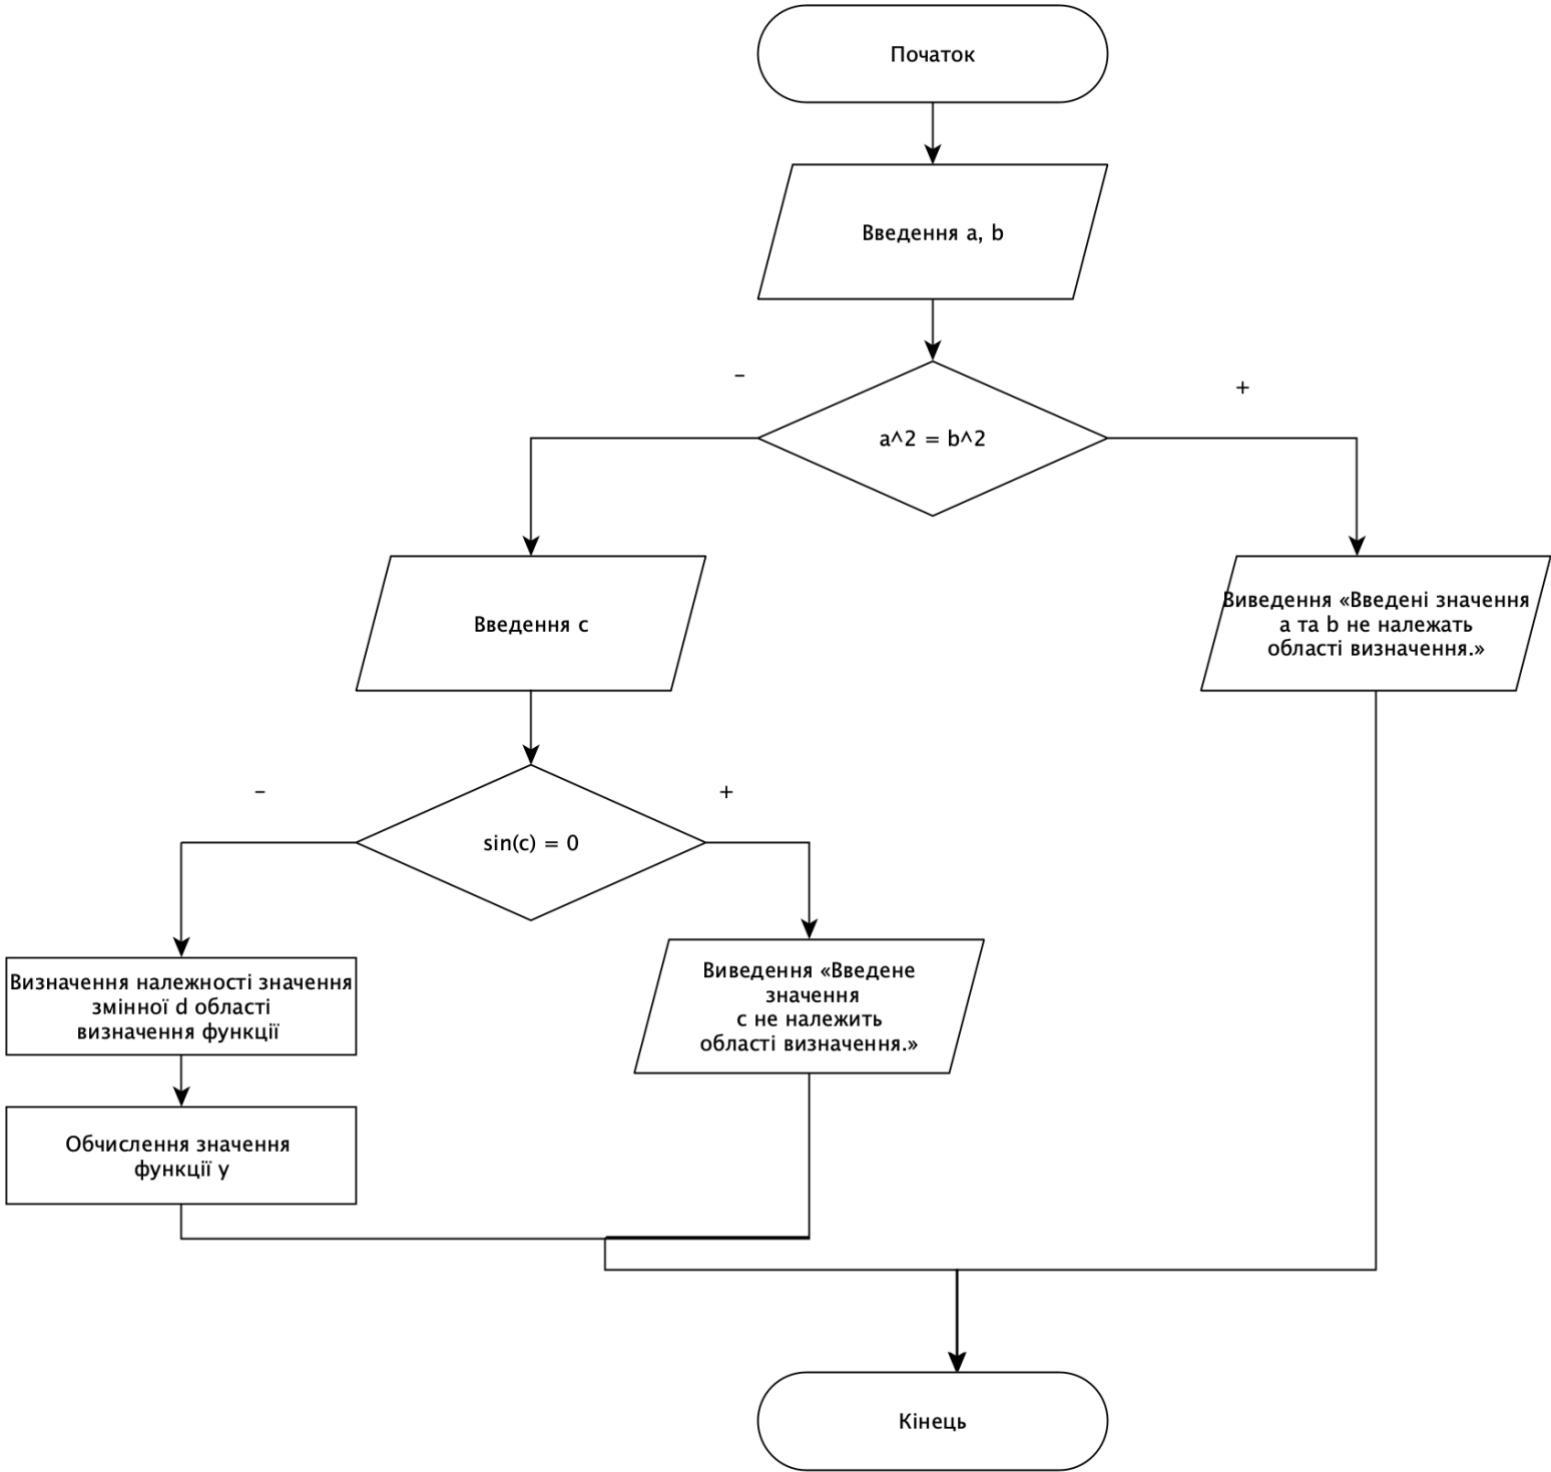 Початок
Введення a, b
–
+
a^2 = b^2
Введення c
Виведення «Введені значення
a та b не належать
області визначення.»
–
+
sin(c) = 0
Визначення належності значення
змінної d області
визначення функції
Виведення «Введене
значення
c не належить
області визначення.»
Обчислення значення
функції y
Кінець